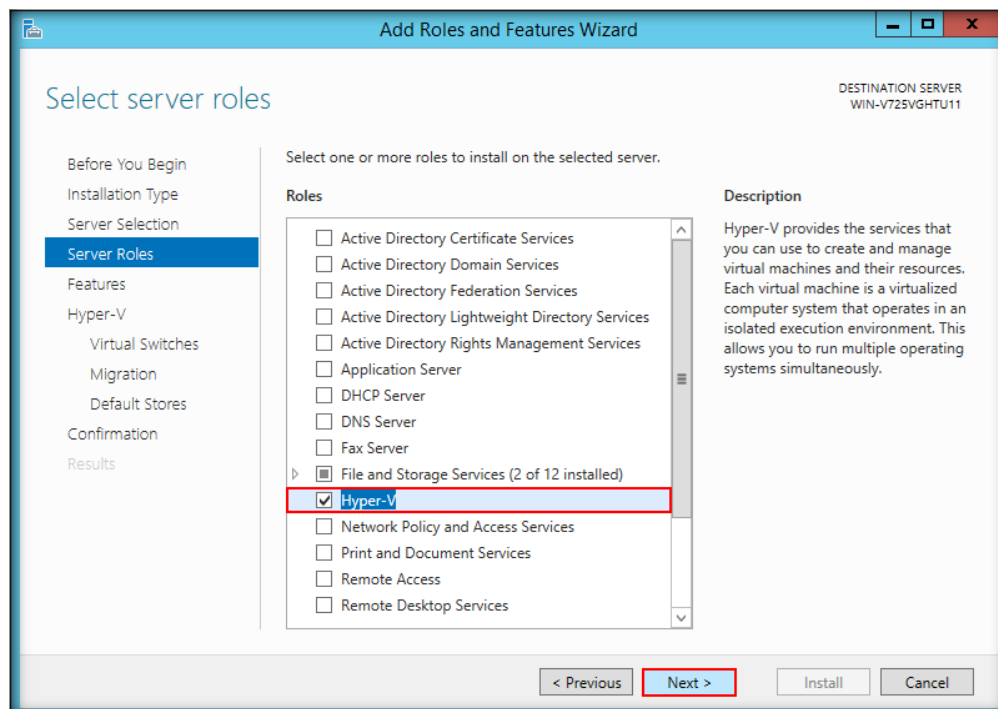 Add Roles and Features Wizard
Select server roles
DESTINATION SERVER
WIN-V725VGHTU11
Before You Begin
Installation Type
Server Selection
Server Roles
Features
Hyper-V
Virtual Switches
Migration
Default Stores
Confirmation
Results
Select one or more roles to install on the selected server.
Roles
Active Directory Certificate Services
Active Directory Domain Services
Active Directory Federation Services
Active Directory Lightweight Directory Services
Active Directory Rights Management Services
Application Server
DHCP Server
DNS Server
Fax Server
File and Storage Services (2 of 12 installed)
Hyper-V
Network Policy and Access Services
Print and Document Services
Remote Access
Remote Desktop Services
Description
Hyper-V provides the services that
you can use to create and manage
virtual machines and their resources.
Each virtual machine is a virtualized
computer system that operates in an
isolated execution environment. This
allows you to run multiple operating
systems simultaneously.
< Previous
Next >
Install
Cancel